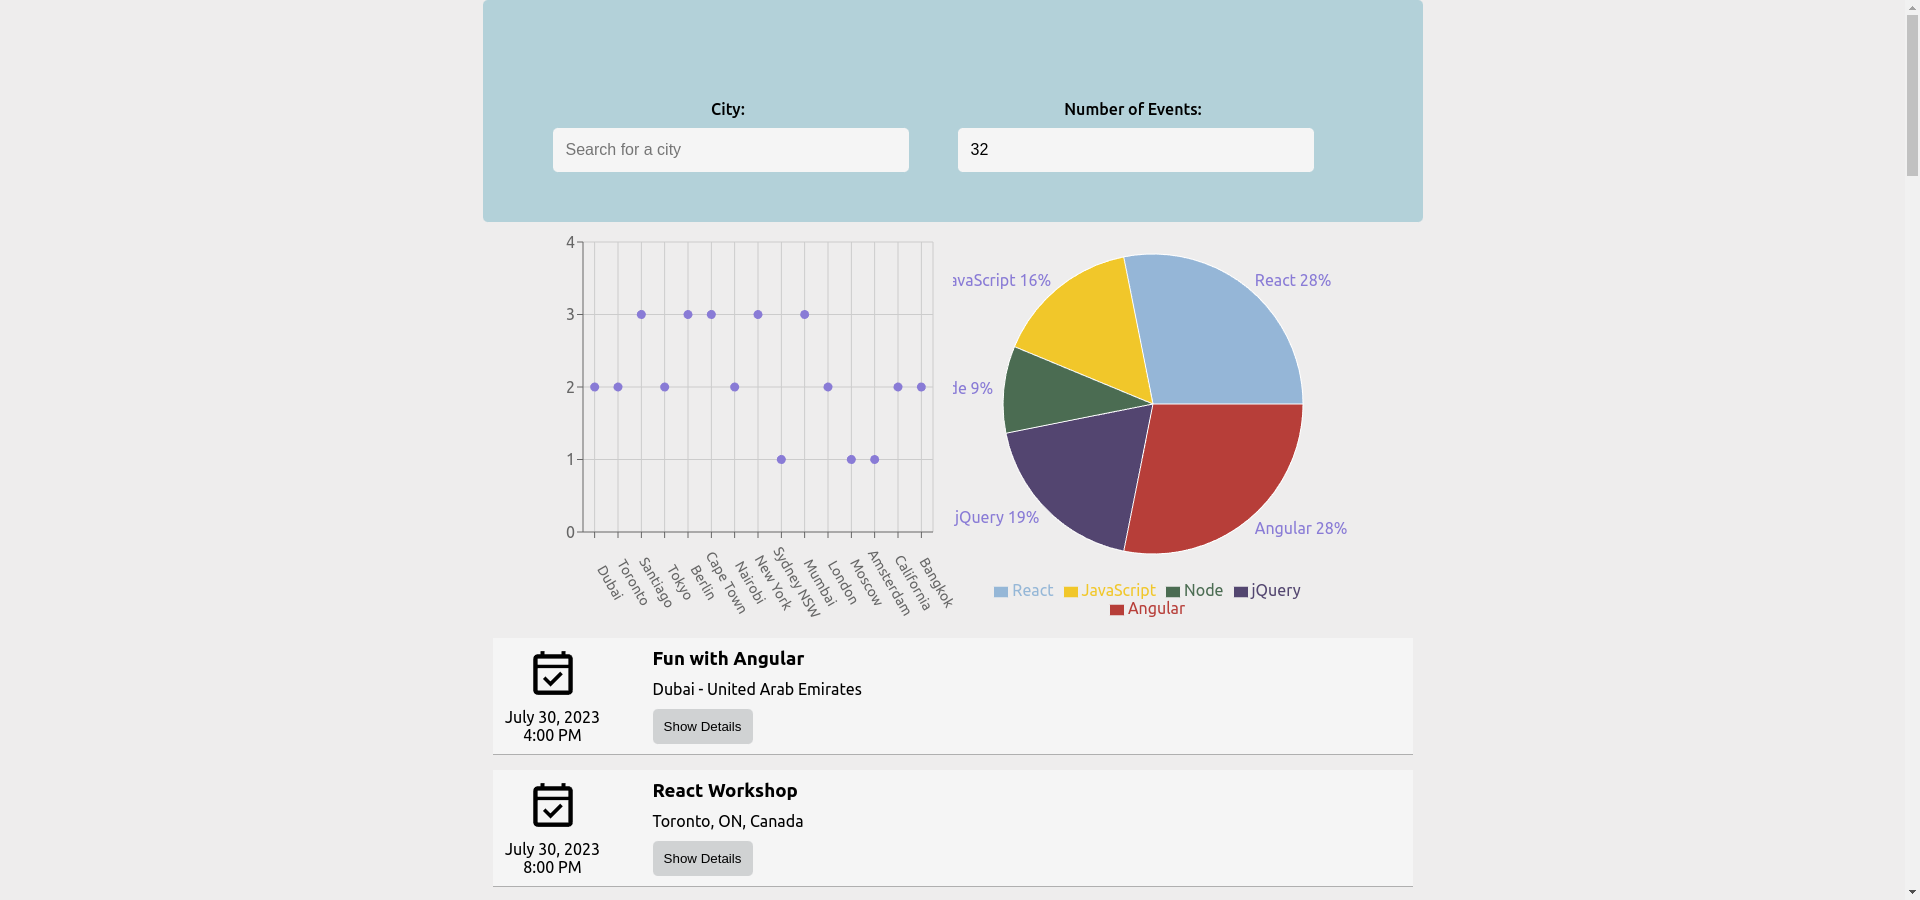 City:
Number of Events:
Search for a city
32
4
3
2
1
0
Dubai
Toronto
Santiago
Tokyo
Berlin
Cape Town
Nairobi
New York
Sydney NSW
Mumbai
London
Moscow
Amsterdam
California
Bangkok
avaScript 16%
React 28%
de 9%
jQuery 19%
Angular 28%
React JavaScript Node jQuery
Angular
Fun with Angular
Dubai - United Arab Emirates
July 30, 2023
4:00 PM
Show Details
React Workshop
Toronto, ON, Canada
July 30, 2023
8:00 PM
Show Details